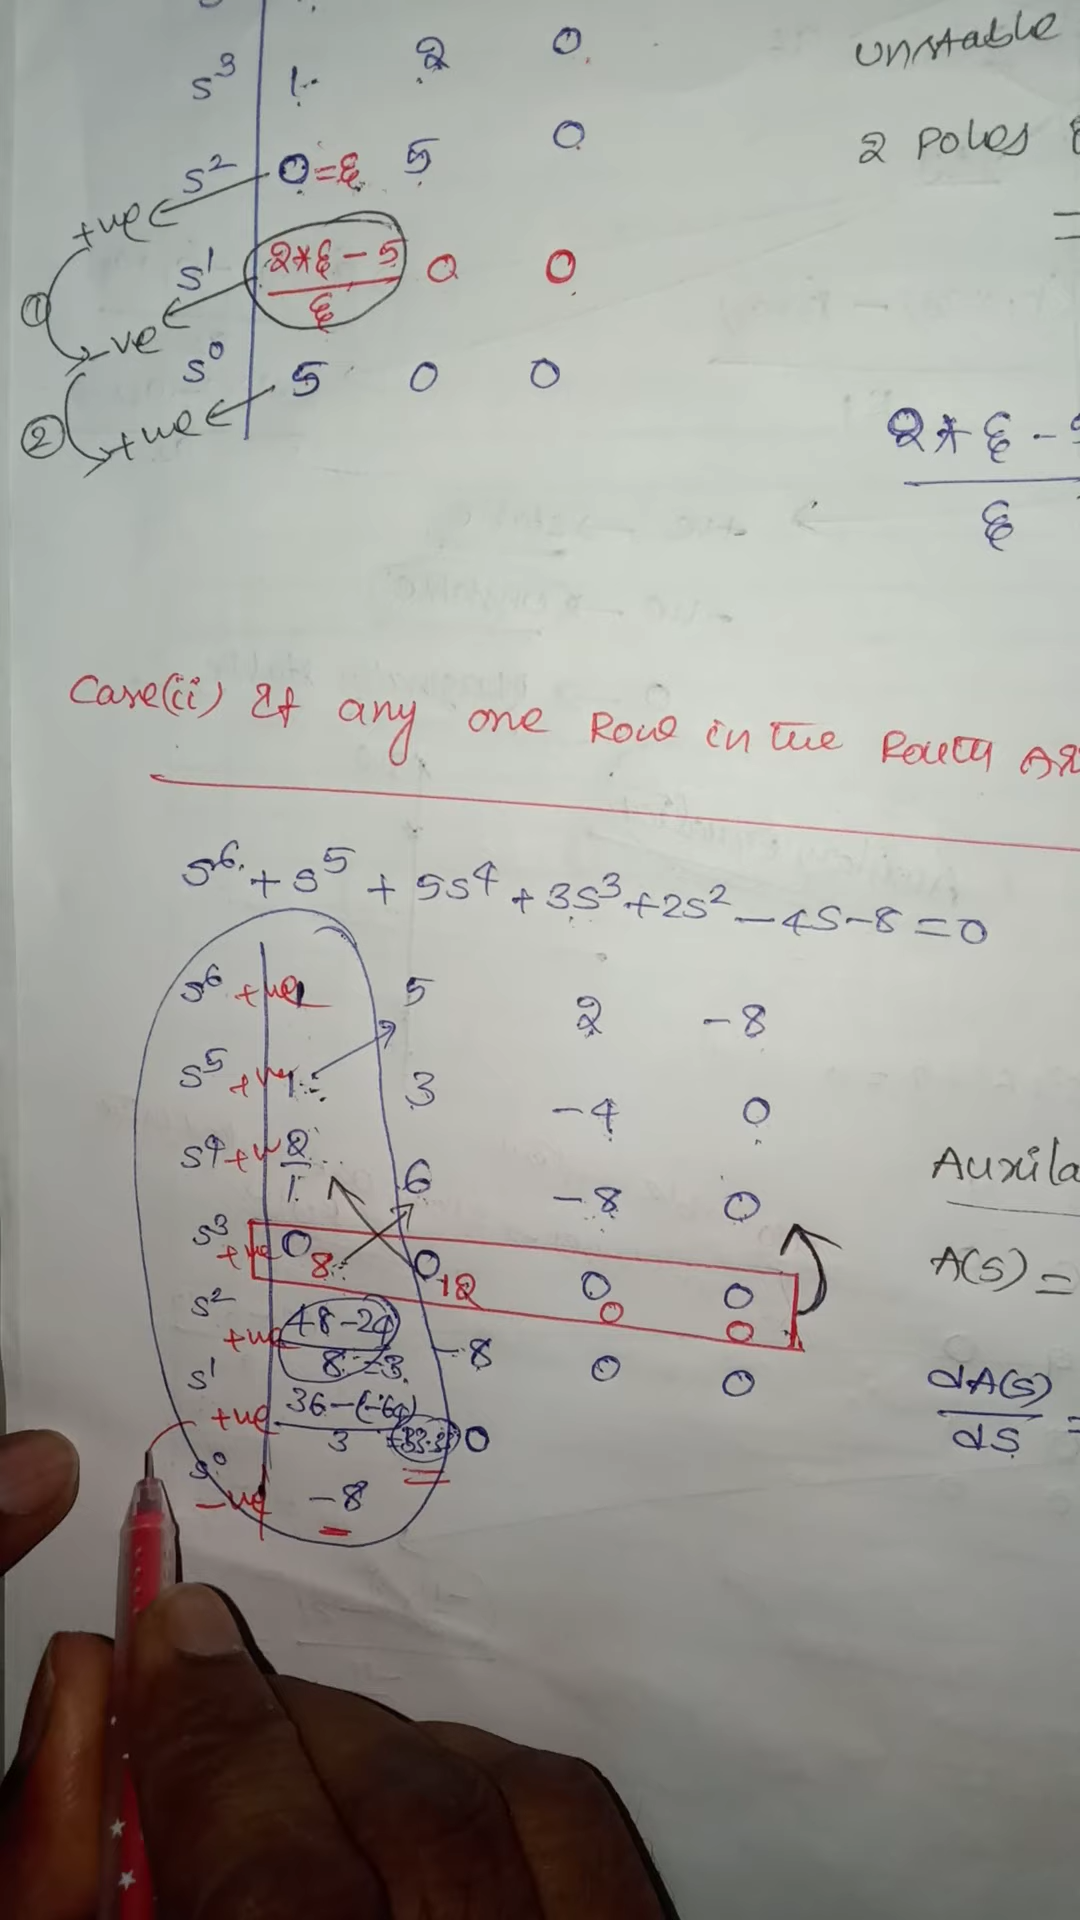 s³ 1 2 0
unstable
s² 0=ε 5 0
2 poles
+ve
s¹ 2*ε-5/ε 0 0
①
-ve
s⁰ 5 0 0
② +ve
2*ε-
ε
Case(ii) If any one Row in the Routh
s⁶ + s⁵ + 5s⁴ + 3s³ + 2s² - 4s - 8 = 0
s⁶ +ve 1 5 2 -8
s⁵ +ve 1 3 -4 0
s⁴ +ve 2/1 6 -8 0
Auxila
s³ +ve 0 8 0 12 0 0 0 0
A(s) =
s² +ve 48-24/8 =3 -8 0 0
s¹ +ve 36-(-64)/3 =33.3 0
dA(s)/ds =
s⁰ -ve -8